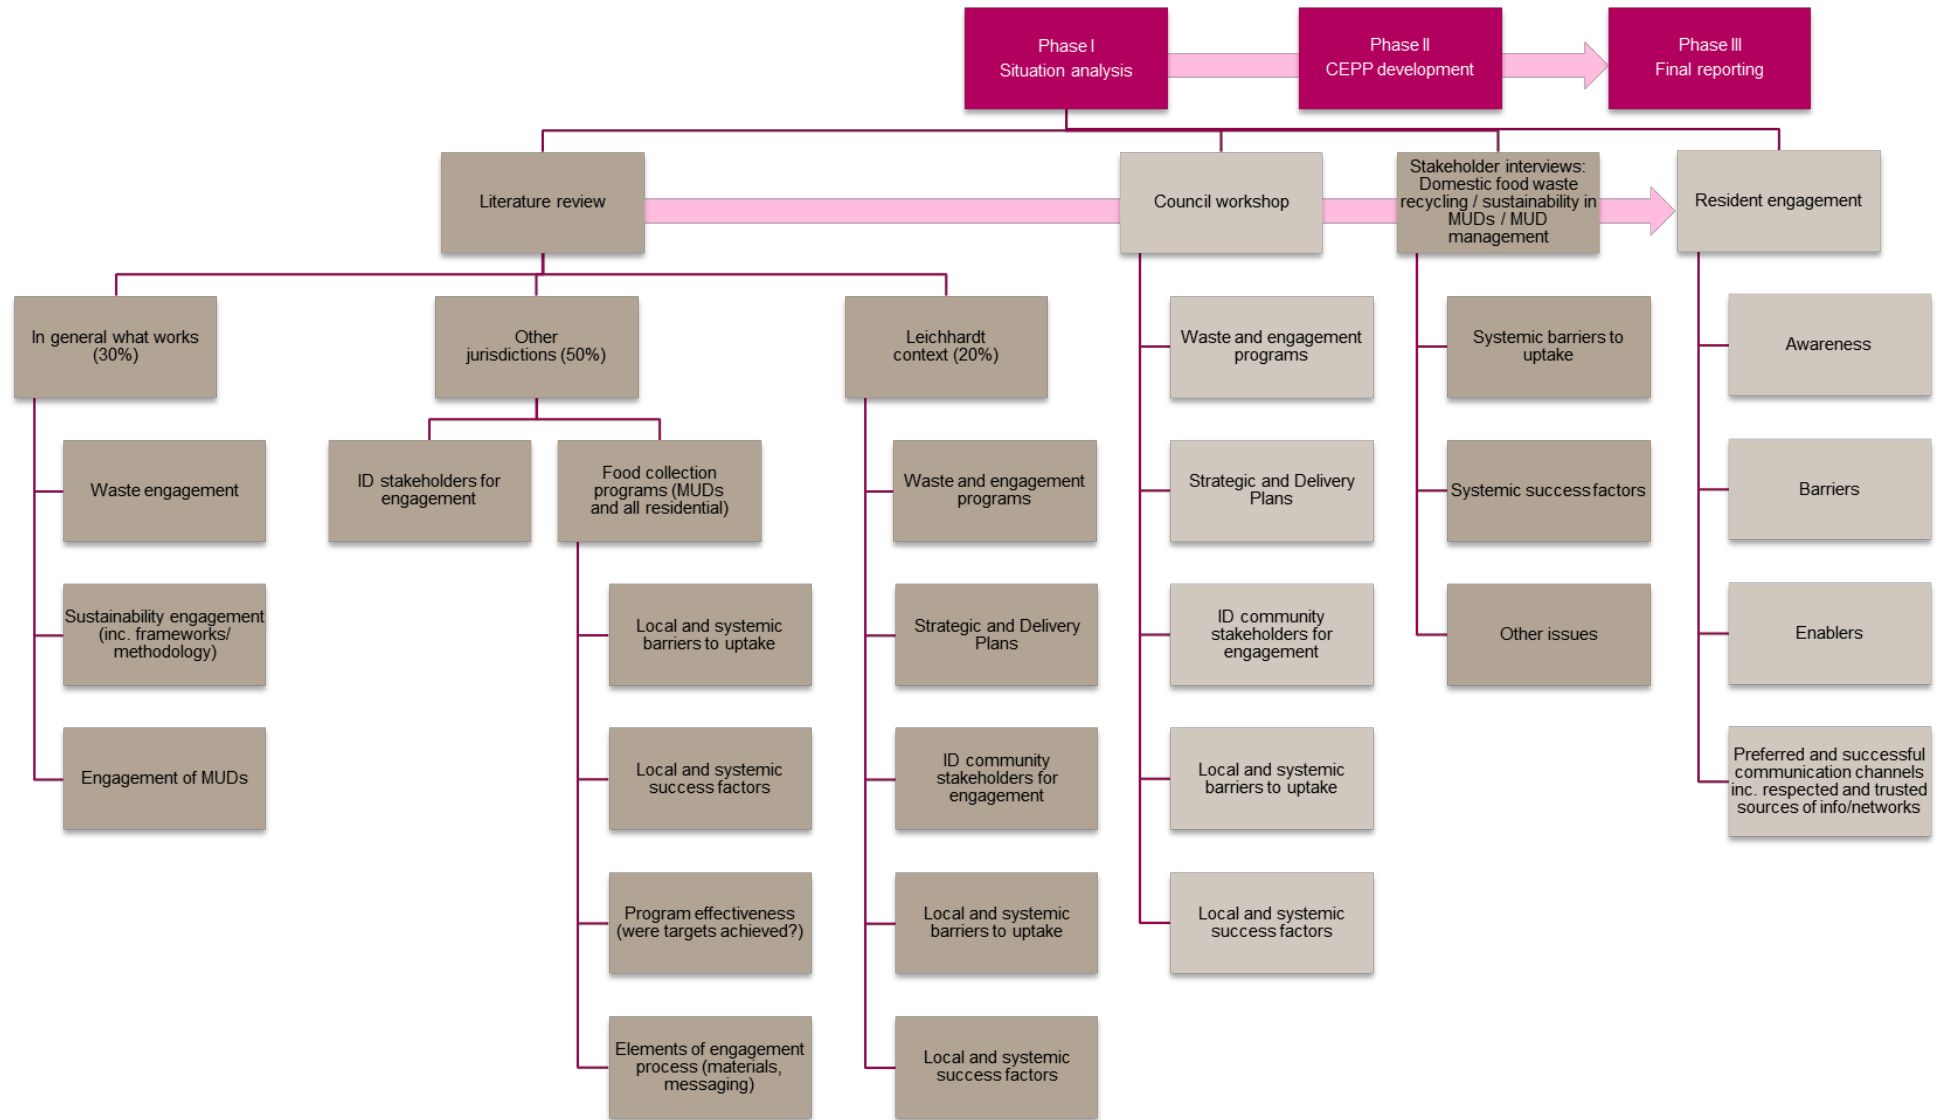 Phase I
Situation analysis
Phase II
CEPP development
Phase III
Final reporting
Literature review
Council workshop
Stakeholder interviews:
Domestic food waste
recycling / sustainability in
MUDs / MUD
management
Resident engagement
In general what works
(30%)
Other
jurisdictions (50%)
Leichhardt
context (20%)
Waste and engagement
programs
Systemic barriers to
uptake
Awareness
Waste engagement
ID stakeholders for
engagement
Food collection
programs (MUDs
and all residential)
Waste and engagement
programs
Strategic and Delivery
Plans
Systemic success factors
Barriers
Sustainability engagement
(inc. frameworks/
methodology)
Local and systemic
barriers to uptake
Strategic and Delivery
Plans
ID community
stakeholders for
engagement
Other issues
Enablers
Engagement of MUDs
Local and systemic
success factors
ID community
stakeholders for
engagement
Local and systemic
barriers to uptake
Preferred and successful
communication channels
inc. respected and trusted
sources of info/networks
Program effectiveness
(were targets achieved?)
Local and systemic
barriers to uptake
Local and systemic
success factors
Elements of engagement
process (materials,
messaging)
Local and systemic
success factors